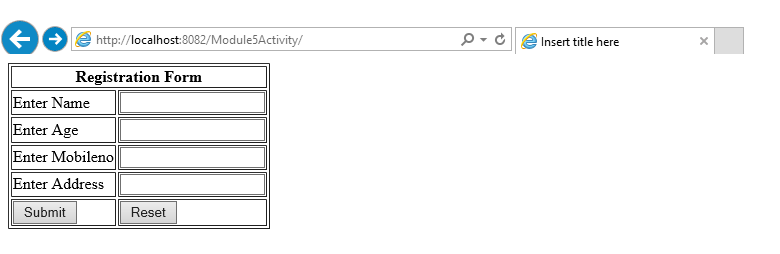 http://localhost:8082/Module5Activity/
Insert title here
Registration Form
Enter Name
Enter Age
Enter Mobileno
Enter Address
Submit Reset